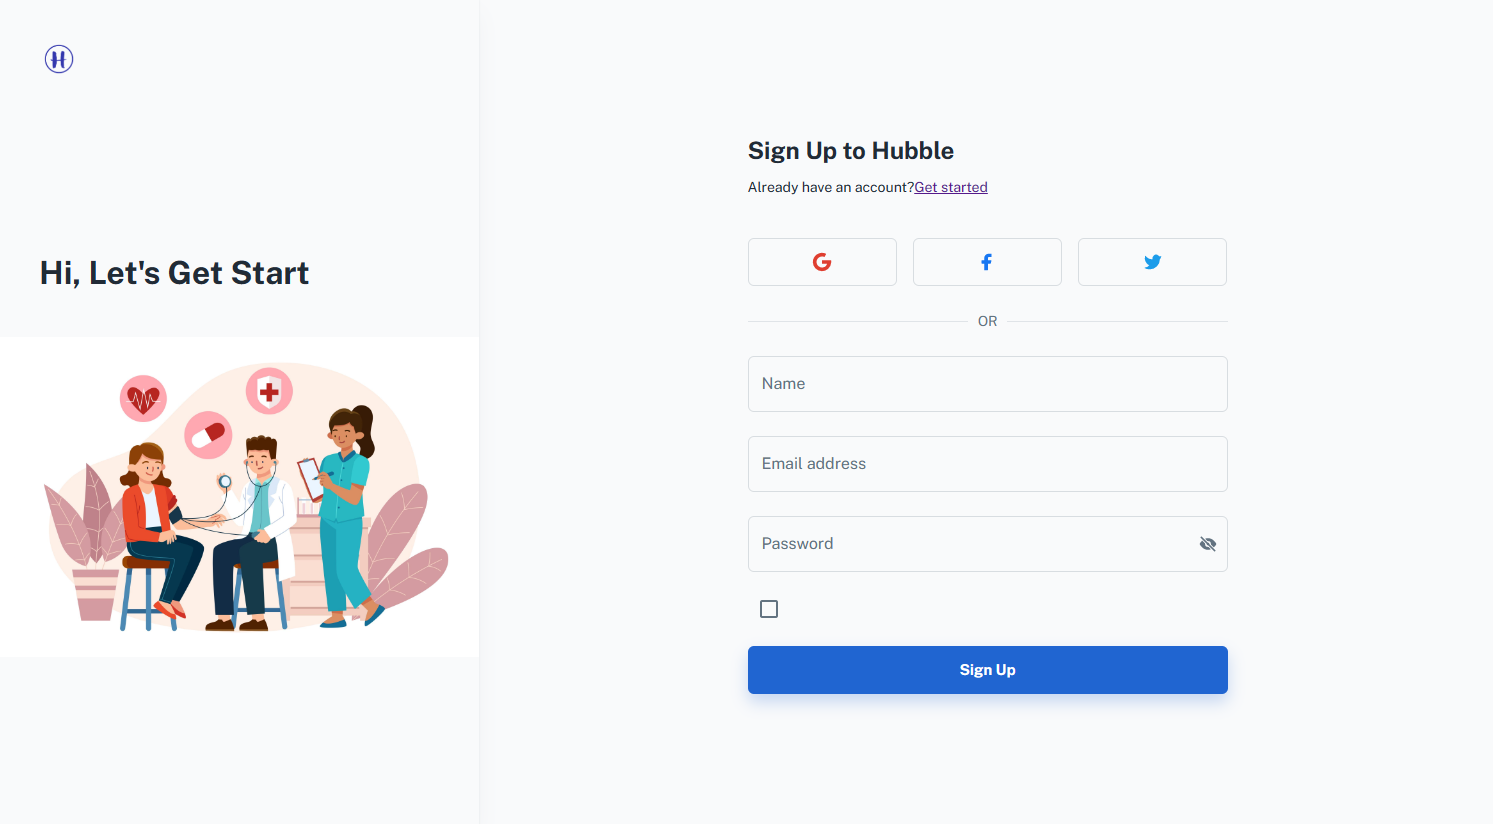 H
Hi, Let's Get Start
Sign Up to Hubble
Already have an account?Get started
OR
Name
Email address
Password
Sign Up